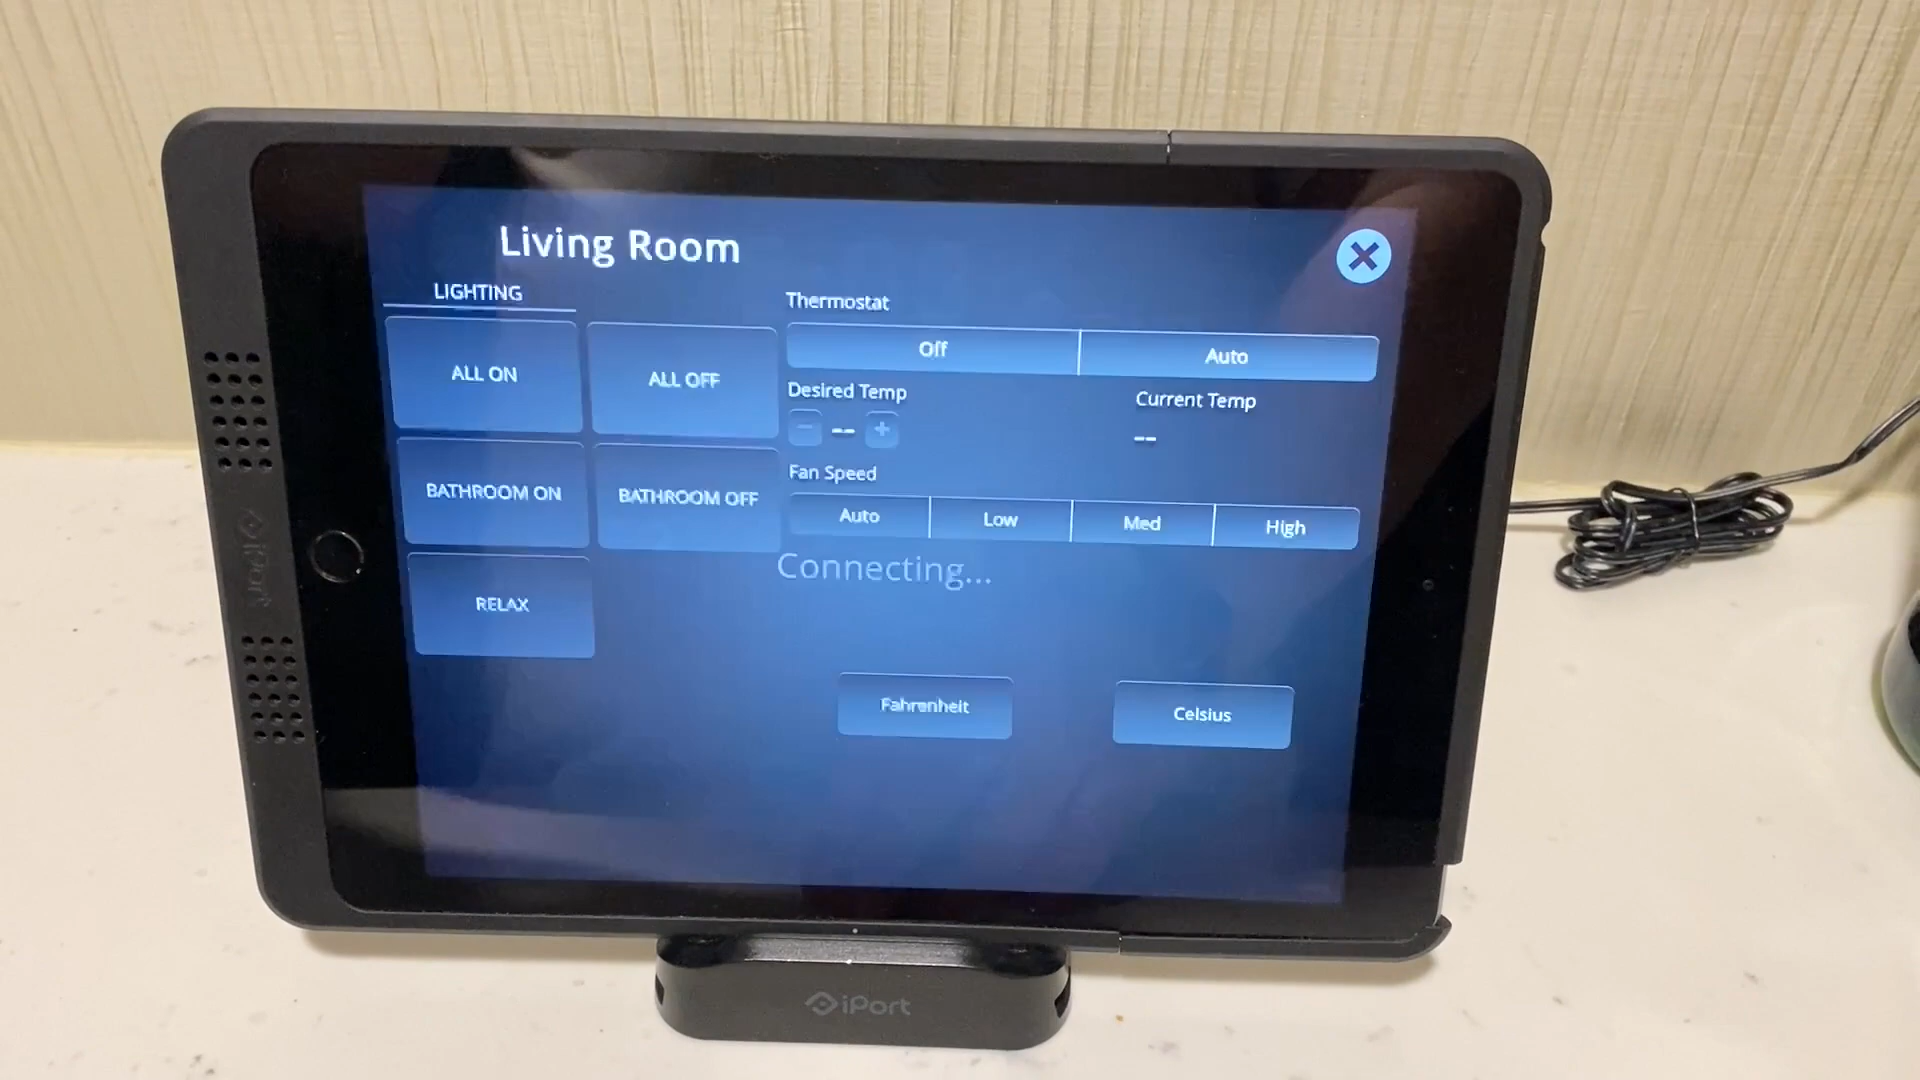 Living Room
LIGHTING
ALL ON
ALL OFF
BATHROOM ON
BATHROOM OFF
RELAX
Thermostat
Off
Auto
Desired Temp
Current Temp
− -- +
--
Fan Speed
Auto
Low
Med
High
Connecting...
Fahrenheit
Celsius
iPort
iPort